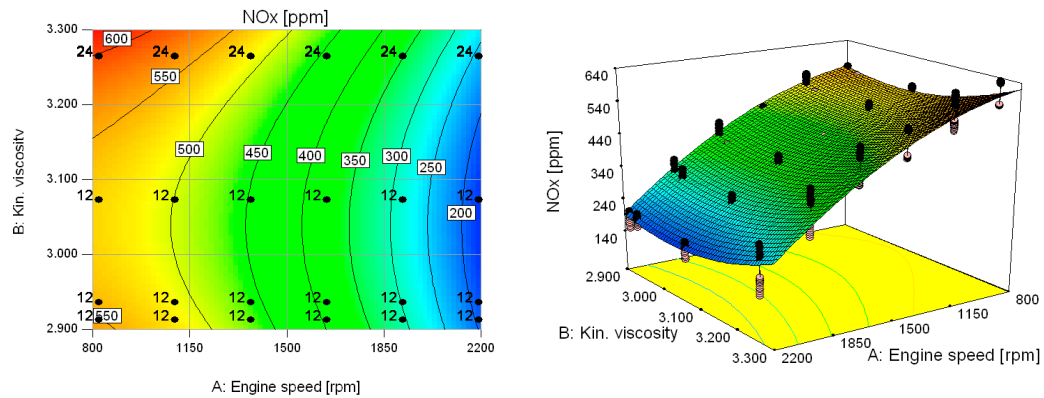 NOx [ppm]
3.300
3.200
3.100
3.000
2.900
B: Kin. viscosity
24 24 24 24 24 24
600
550
500 450 400 350 300 250
12 12 12 12 12 12
200
12 12 12 12 12 12
12 12 12 12 12 12
550
800 1150 1500 1850 2200
A: Engine speed [rpm]
640
540
440
340
240
140
NOx [ppm]
2.900
3.000
3.100
3.200
3.300
B: Kin. viscosity
2200
1850
1500
1150
800
A: Engine speed [rpm]